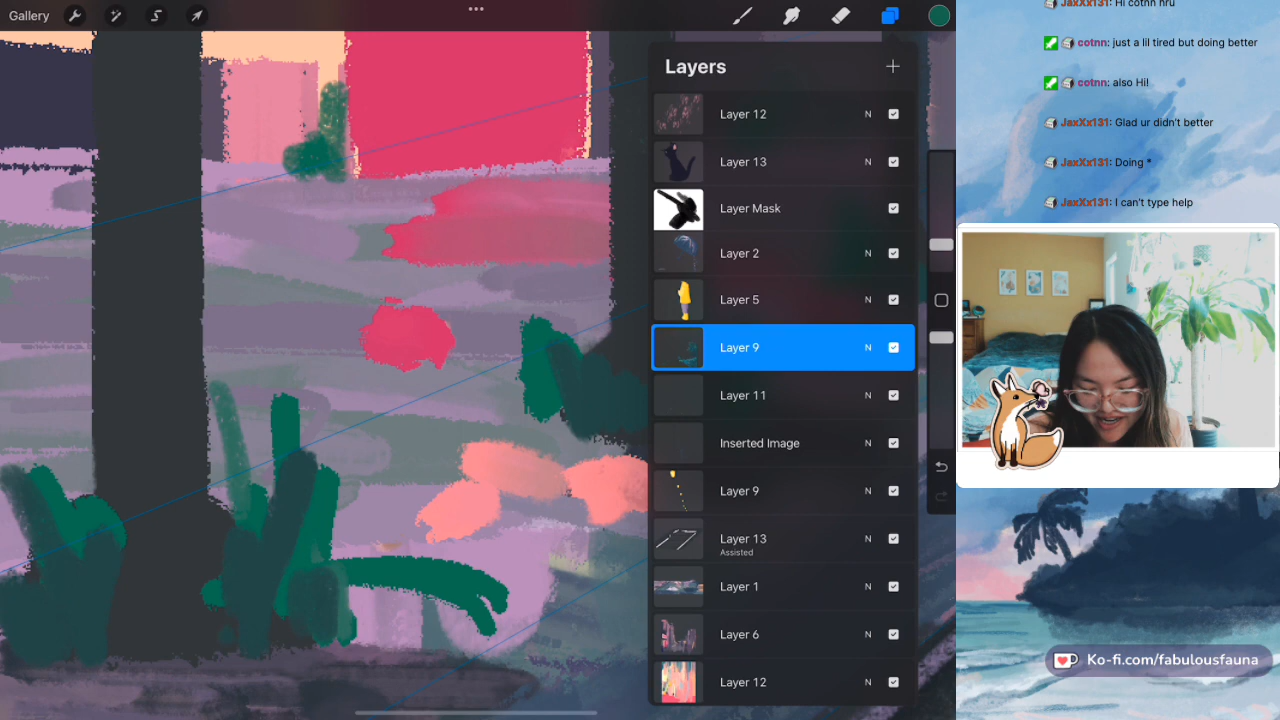 Gallery
Layers
Layer 12 N
Layer 13 N
Layer Mask
Layer 2 N
Layer 5 N
Layer 9 N
Layer 11 N
Inserted Image N
Layer 9 N
Layer 13 N
Assisted
Layer 1 N
Layer 6 N
Layer 12 N
JaxXx131: Hi cotnn hru
cotnn: just a lil tired but doing better
cotnn: also Hi!
JaxXx131: Glad ur didn't better
JaxXx131: Doing *
JaxXx131: I can't type help
Ko-fi.com/fabulousfauna